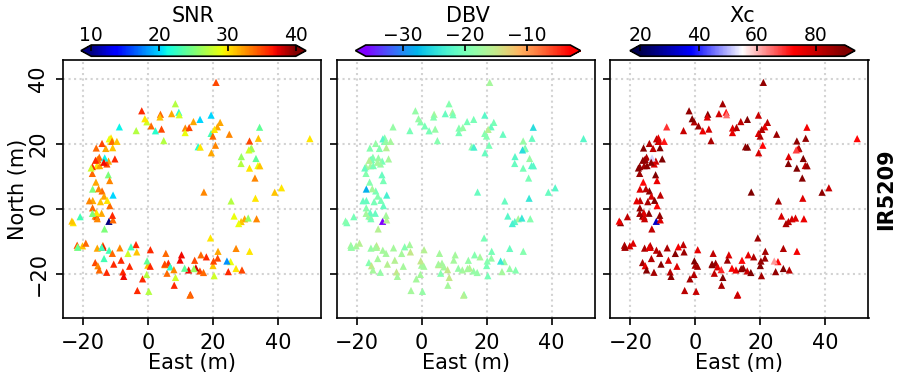 SNR DBV Xc
10 20 30 40 −30 −20 −10 20 40 60 80
40
20
0
−20
North (m)
−20 0 20 40 −20 0 20 40 −20 0 20 40
East (m) East (m) East (m)
IR5209